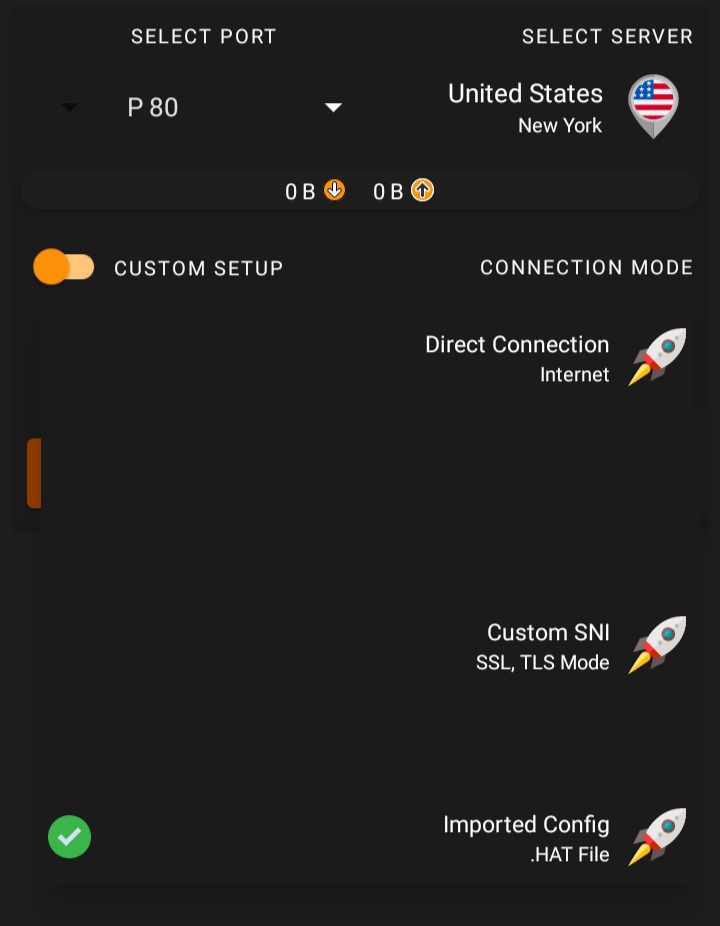 SELECT PORT
SELECT SERVER
P 80
United States
New York
0 B 0 B
CUSTOM SETUP
CONNECTION MODE
Direct Connection
Internet
Custom SNI
SSL, TLS Mode
Imported Config
.HAT File